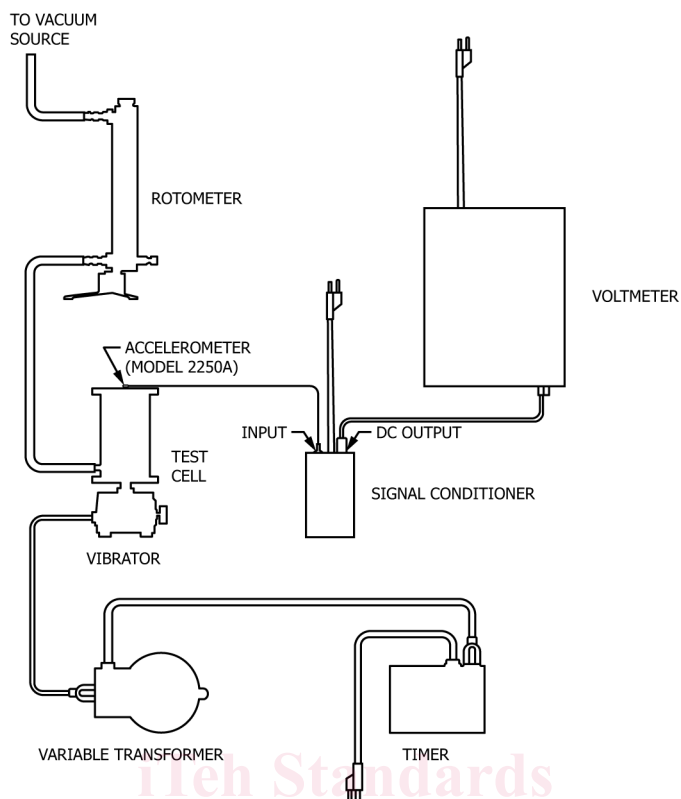 TO VACUUM
SOURCE
ROTOMETER
VOLTMETER
ACCELEROMETER
(MODEL 2250A)
INPUT
DC OUTPUT
TEST
CELL
SIGNAL CONDITIONER
VIBRATOR
VARIABLE TRANSFORMER
TIMER
iTeh Standards